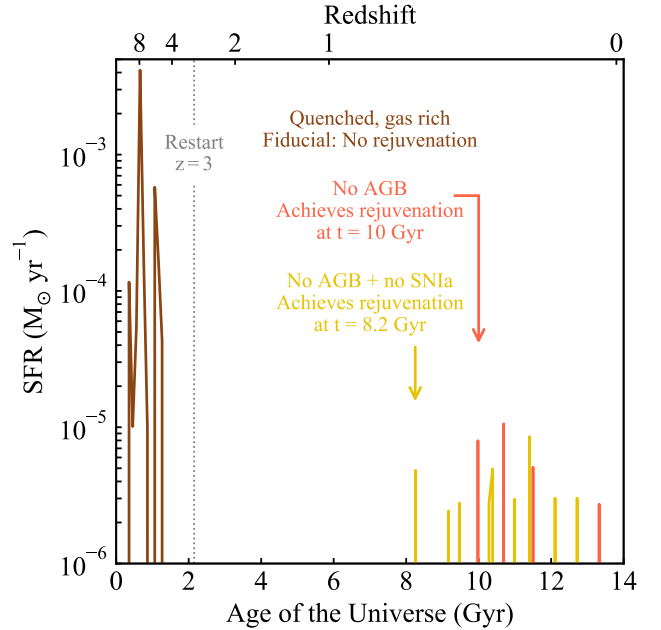 Redshift
8 4 2 1 0
Quenched, gas rich
Fiducial: No rejuvenation
Restart
z = 3
No AGB
Achieves rejuvenation
at t = 10 Gyr
No AGB + no SNIa
Achieves rejuvenation
at t = 8.2 Gyr
SFR (M⊙ yr⁻¹)
10⁻³
10⁻⁴
10⁻⁵
10⁻⁶
0 2 4 6 8 10 12 14
Age of the Universe (Gyr)